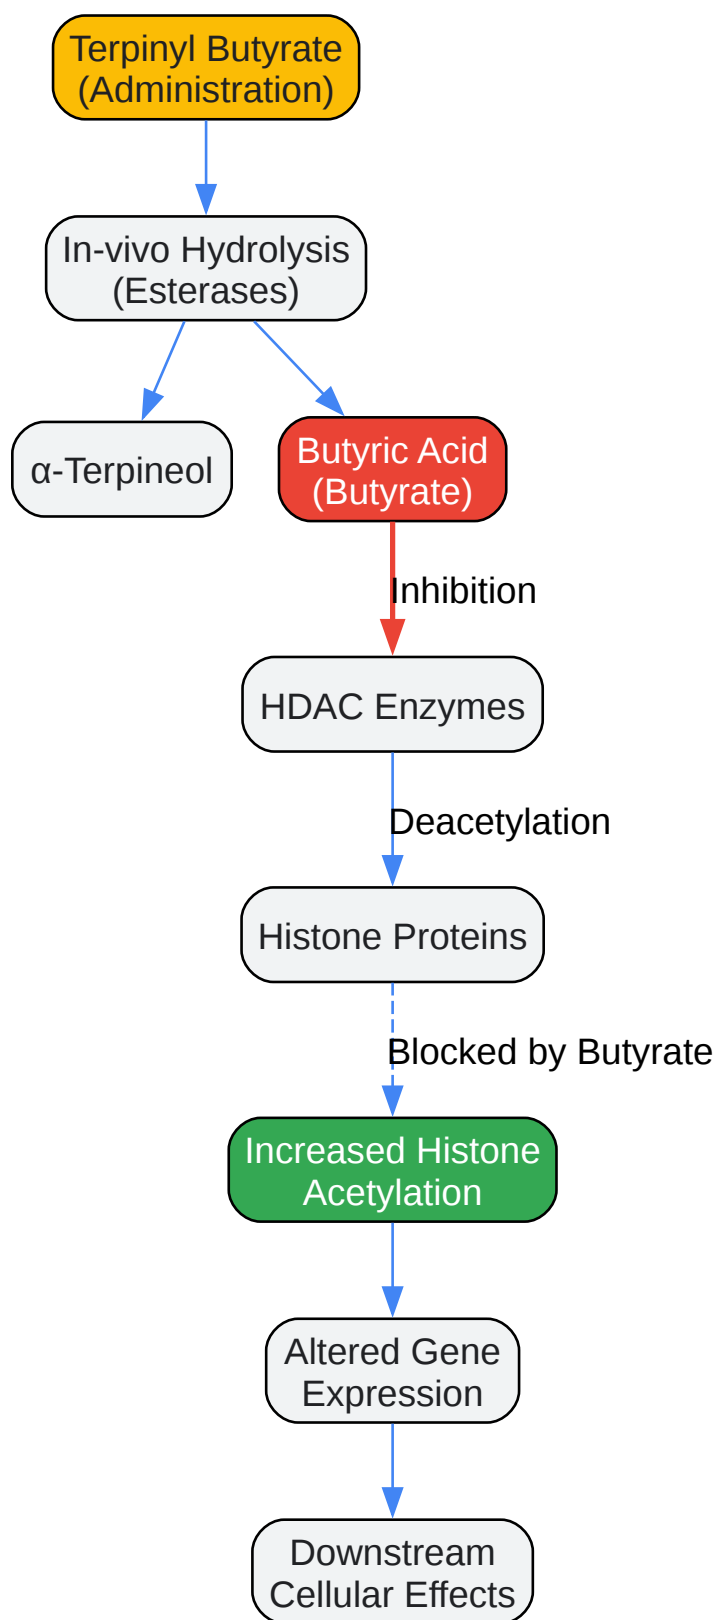 Terpinyl Butyrate
(Administration)
In-vivo Hydrolysis
(Esterases)
α-Terpineol
Butyric Acid
(Butyrate)
Inhibition
HDAC Enzymes
Deacetylation
Histone Proteins
Blocked by Butyrate
Increased Histone
Acetylation
Altered Gene
Expression
Downstream
Cellular Effects